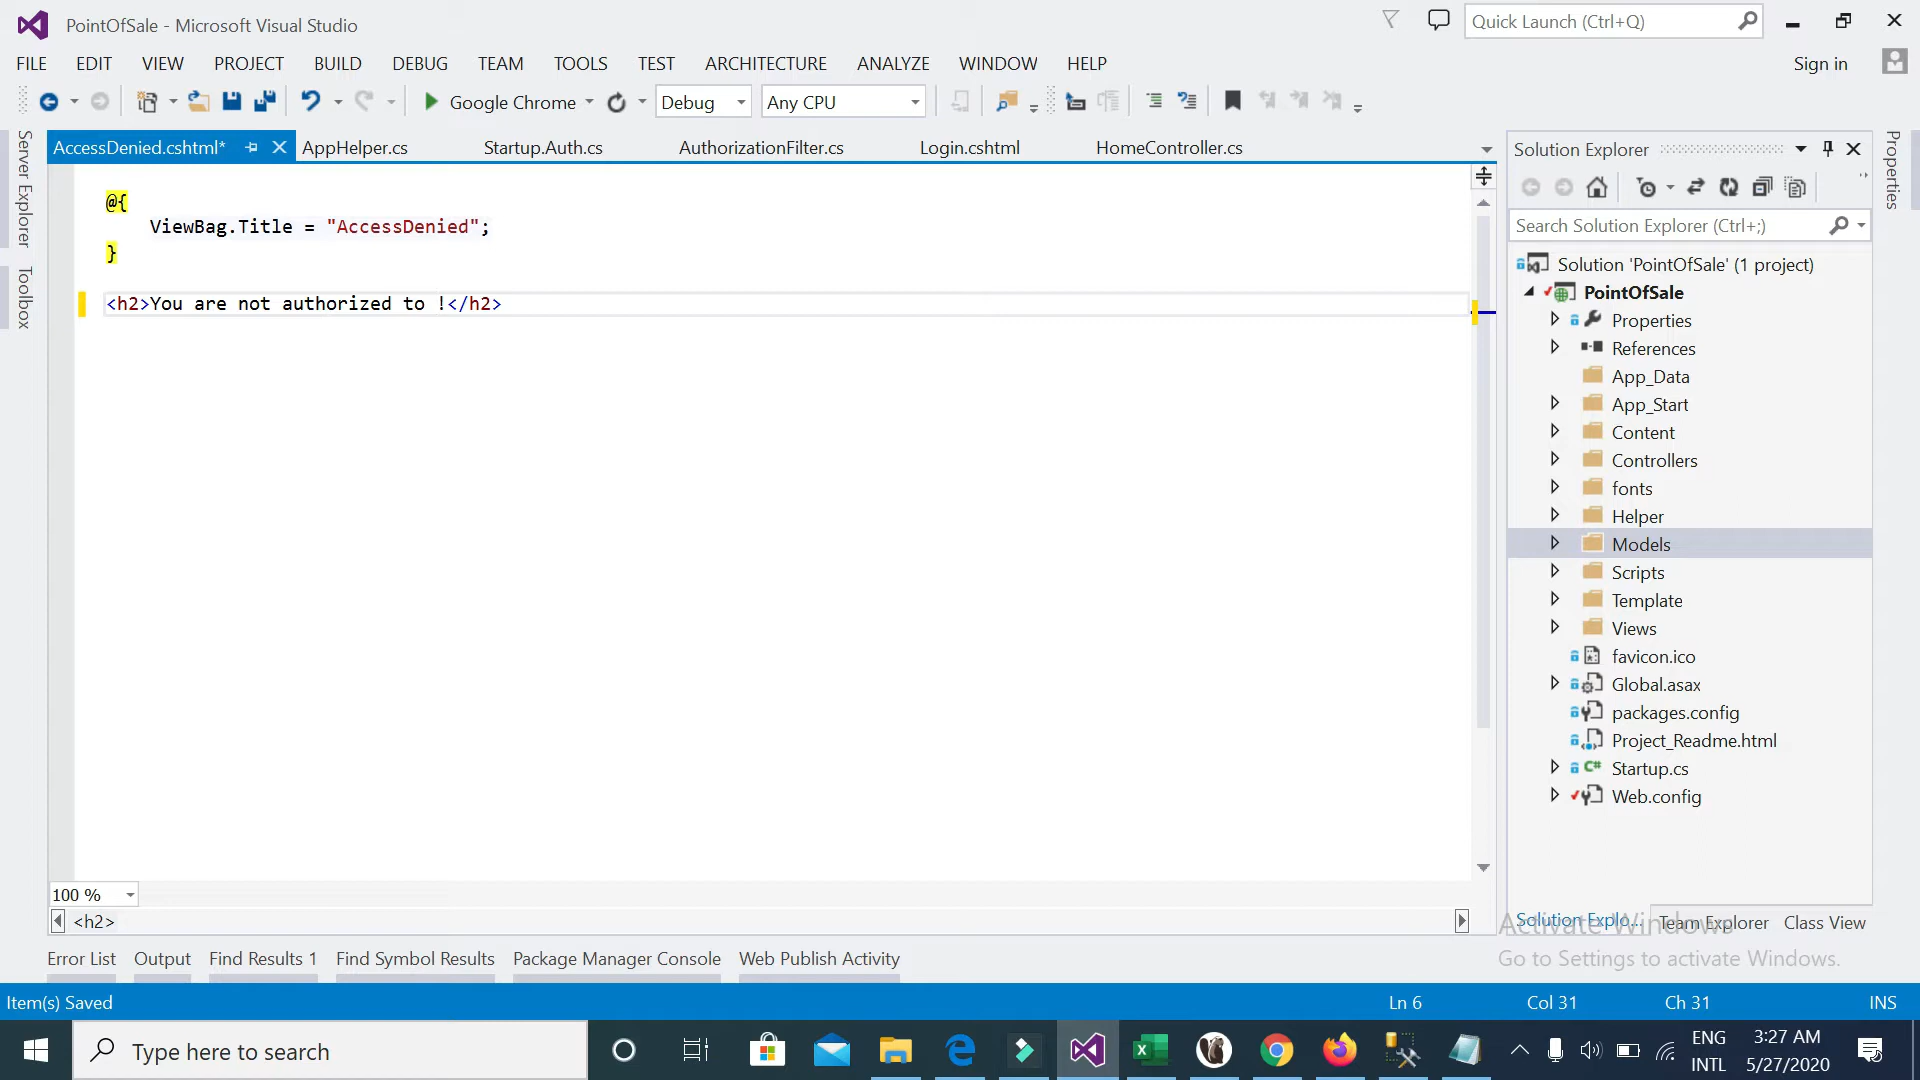 PointOfSale - Microsoft Visual Studio
Quick Launch (Ctrl+Q)
FILE EDIT VIEW PROJECT BUILD DEBUG TEAM TOOLS TEST ARCHITECTURE ANALYZE WINDOW HELP
Sign in
Google Chrome Debug Any CPU
AccessDenied.cshtml* AppHelper.cs Startup.Auth.cs AuthorizationFilter.cs Login.cshtml HomeController.cs
Server Explorer
Toolbox
@{
ViewBag.Title = "AccessDenied";
}
<h2>You are not authorized to !</h2>
100 %
<h2>
Solution Explorer
Search Solution Explorer (Ctrl+;)
Solution 'PointOfSale' (1 project)
PointOfSale
Properties
References
App_Data
App_Start
Content
Controllers
fonts
Helper
Models
Scripts
Template
Views
favicon.ico
Global.asax
packages.config
Project_Readme.html
C# Startup.cs
Web.config
Properties
Solution Explo... Team Explorer Class View
Activate Windows
Go to Settings to activate Windows.
Error List Output Find Results 1 Find Symbol Results Package Manager Console Web Publish Activity
Item(s) Saved Ln 6 Col 31 Ch 31 INS
Type here to search
ENG
INTL
3:27 AM
5/27/2020